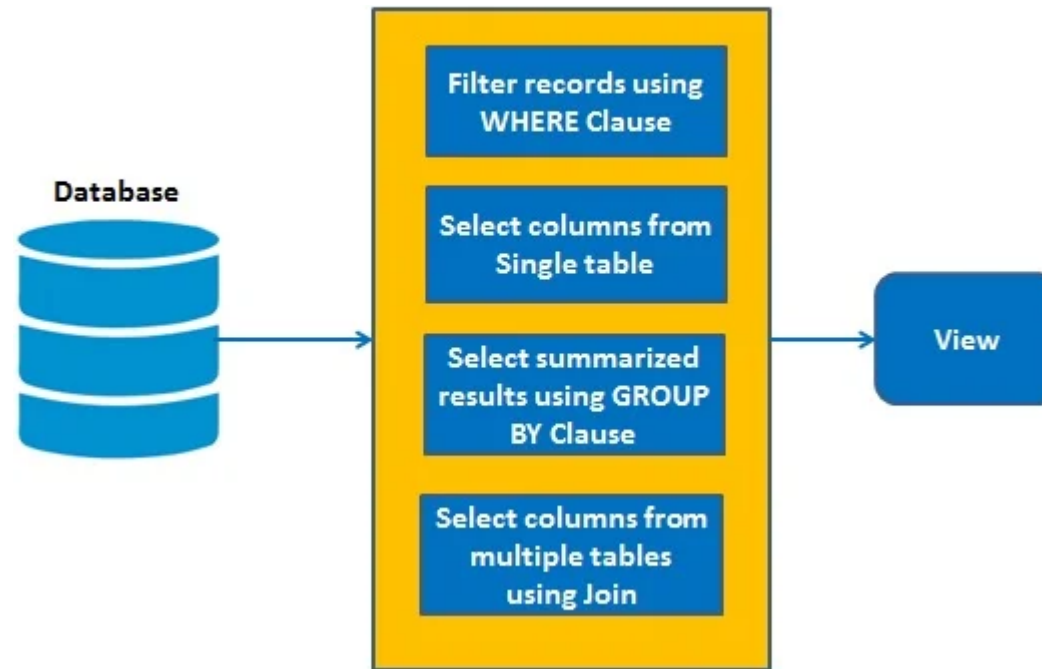 Database
Filter records using
WHERE Clause
Select columns from
Single table
Select summarized
results using GROUP
BY Clause
Select columns from
multiple tables
using Join
View